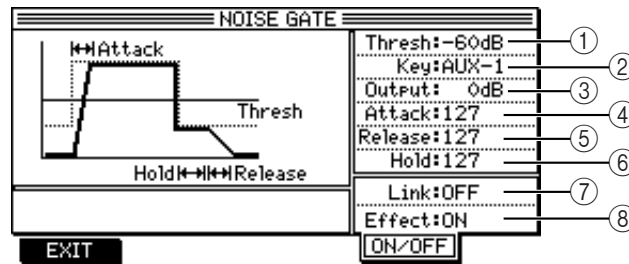 NOISE GATE
Attack
Thresh
Hold Release
Thresh:-60dB ①
Key:AUX-1 ②
Output: 0dB ③
Attack:127 ④
Release:127 ⑤
Hold:127 ⑥
Link:OFF ⑦
Effect:ON ⑧
EXIT
ON/OFF